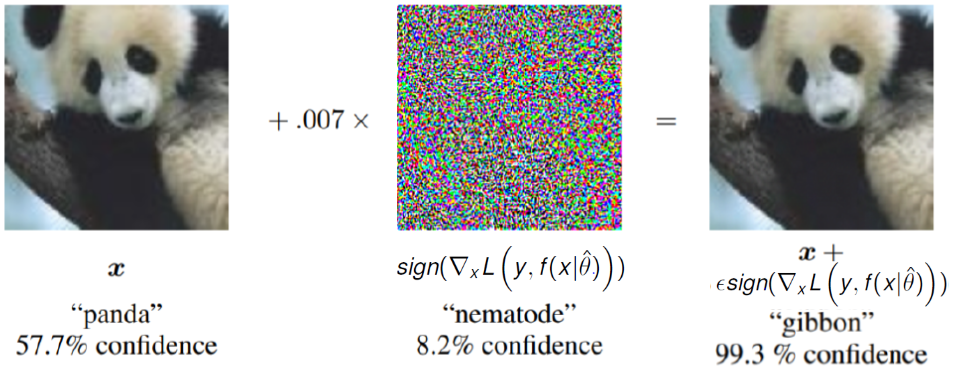 + .007 ×
=
x
"panda"
57.7% confidence
sign(∇ₓL(y, f(x|θ̂)))
"nematode"
8.2% confidence
x +
ϵsign(∇ₓL(y, f(x|θ̂)))
"gibbon"
99.3 % confidence